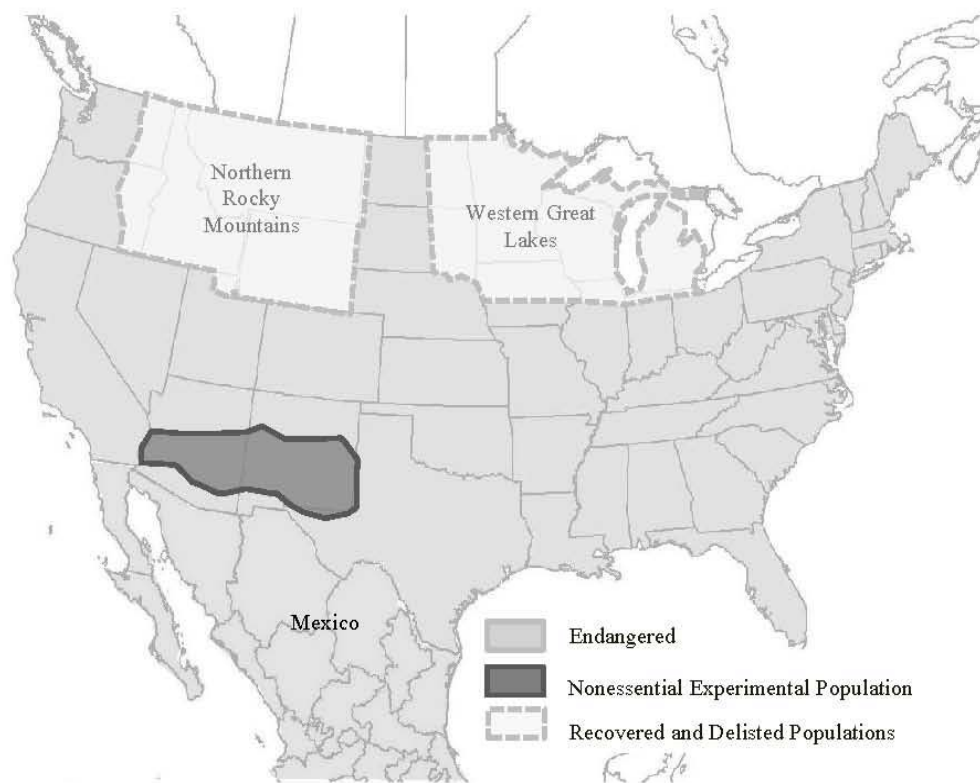 Northern
Rocky
Mountains
Western Great
Lakes
Mexico
Endangered
Nonessential Experimental Population
Recovered and Delisted Populations